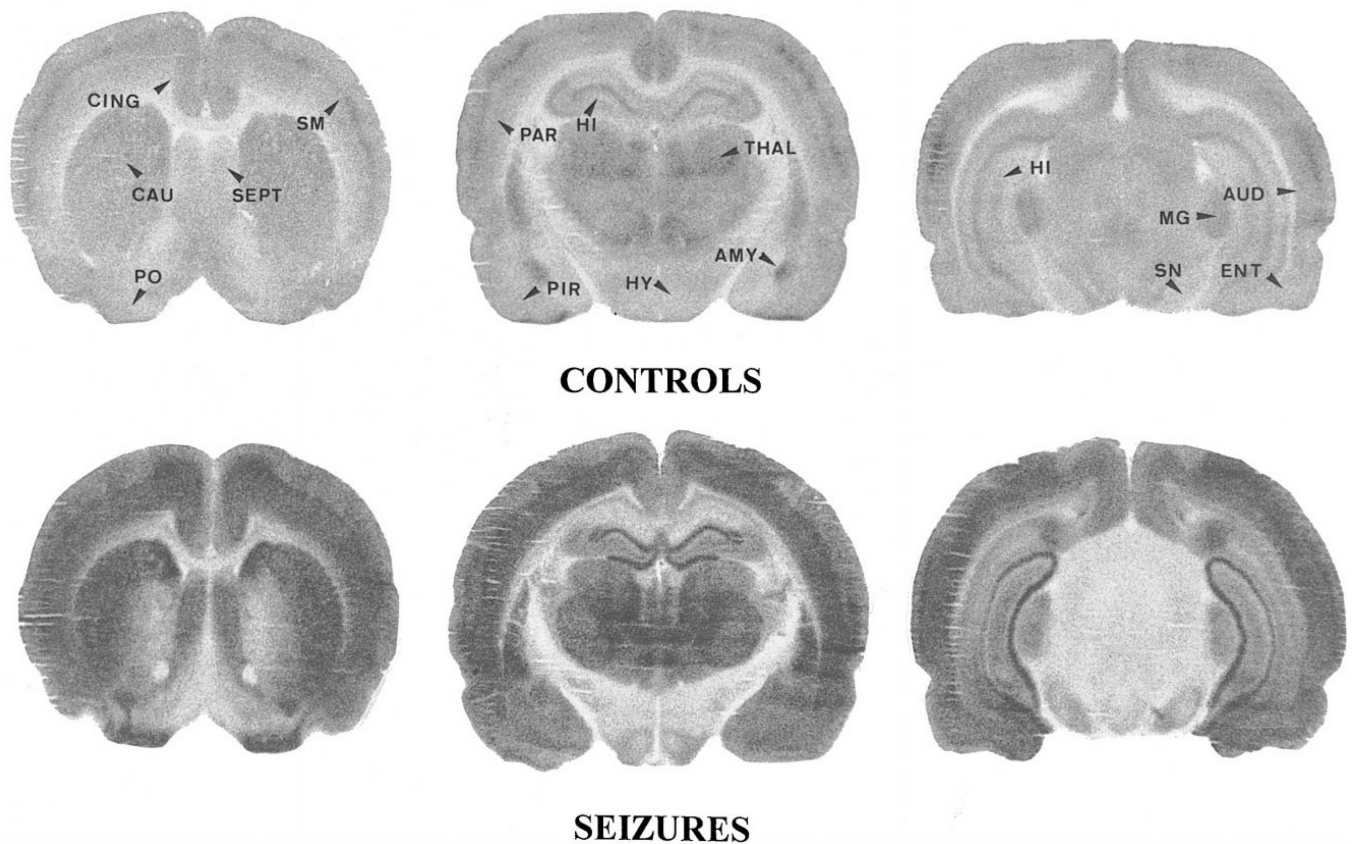 CING
SM
CAU
SEPT
PO
PAR
HI
THAL
AMY
PIR
HY
HI
AUD
MG
SN
ENT
CONTROLS
SEIZURES